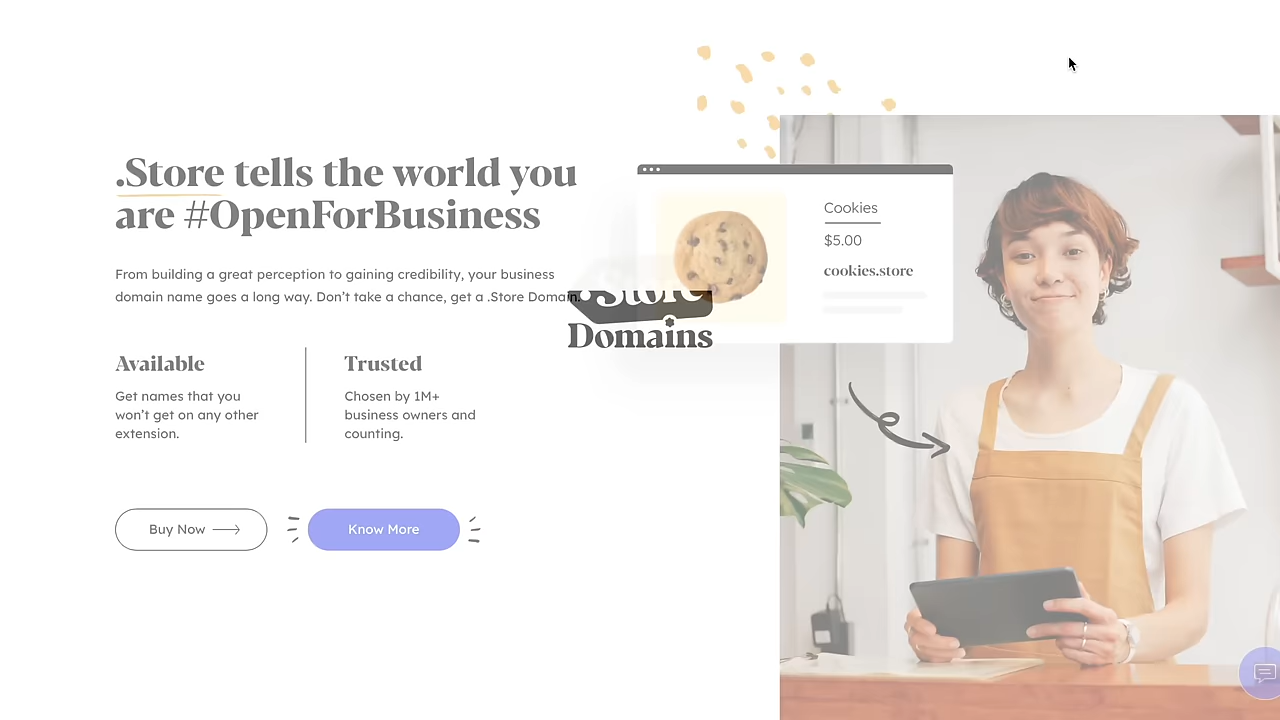 .Store tells the world you
are #OpenForBusiness
From building a great perception to gaining credibility, your business
domain name goes a long way. Don’t take a chance, get a .Store Domain.
Available
Get names that you
won’t get on any other
extension.
Trusted
Chosen by 1M+
business owners and
counting.
Buy Now
Know More
.Store
Domains
Cookies
$5.00
cookies.store